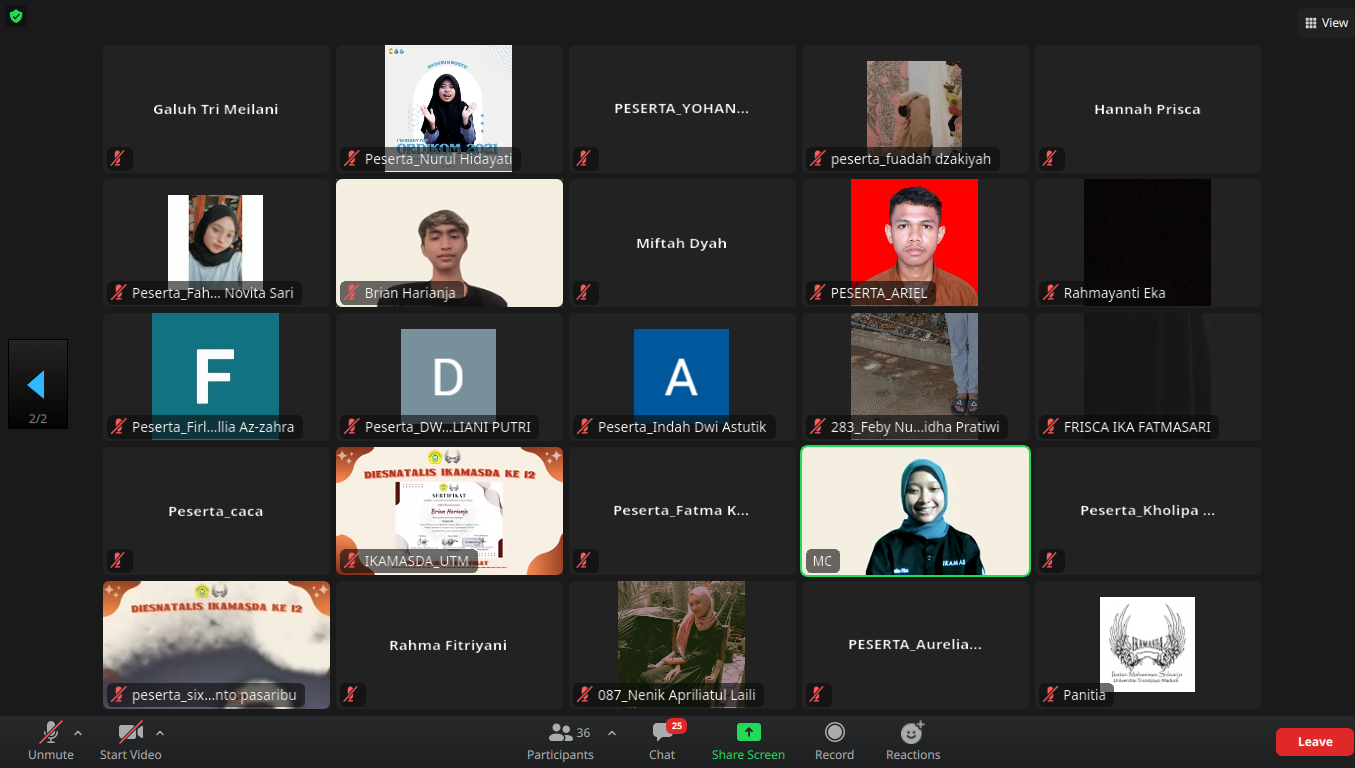 View
Galuh Tri Meilani
ORDIKOM 2021
Peserta_Nurul Hidayati
PESERTA_YOHAN...
peserta_fuadah dzakiyah
Hannah Prisca
Peserta_Fah... Novita Sari
Brian Harianja
Miftah Dyah
PESERTA_ARIEL
Rahmayanti Eka
2/2
F
Peserta_Firl...llia Az-zahra
D
Peserta_DW...LIANI PUTRI
A
Peserta_Indah Dwi Astutik
283_Feby Nu...idha Pratiwi
FRISCA IKA FATMASARI
Peserta_caca
DIESNATALIS IKAMASDA KE 12
SERTIFIKAT
Brian Harianja
IKAMASDA_UTM
Peserta_Fatma K...
MC
Peserta_Kholipa ...
DIESNATALIS IKAMASDA KE 12
peserta_six...nto pasaribu
Rahma Fitriyani
087_Nenik Apriliatul Laili
PESERTA_Aurelia...
IKAMASDA
Ikatan Mahasiswa Sidoarjo
Universitas Trunojoyo Madura
Panitia
Unmute
Start Video
36
Participants
25
Chat
Share Screen
Record
Reactions
Leave